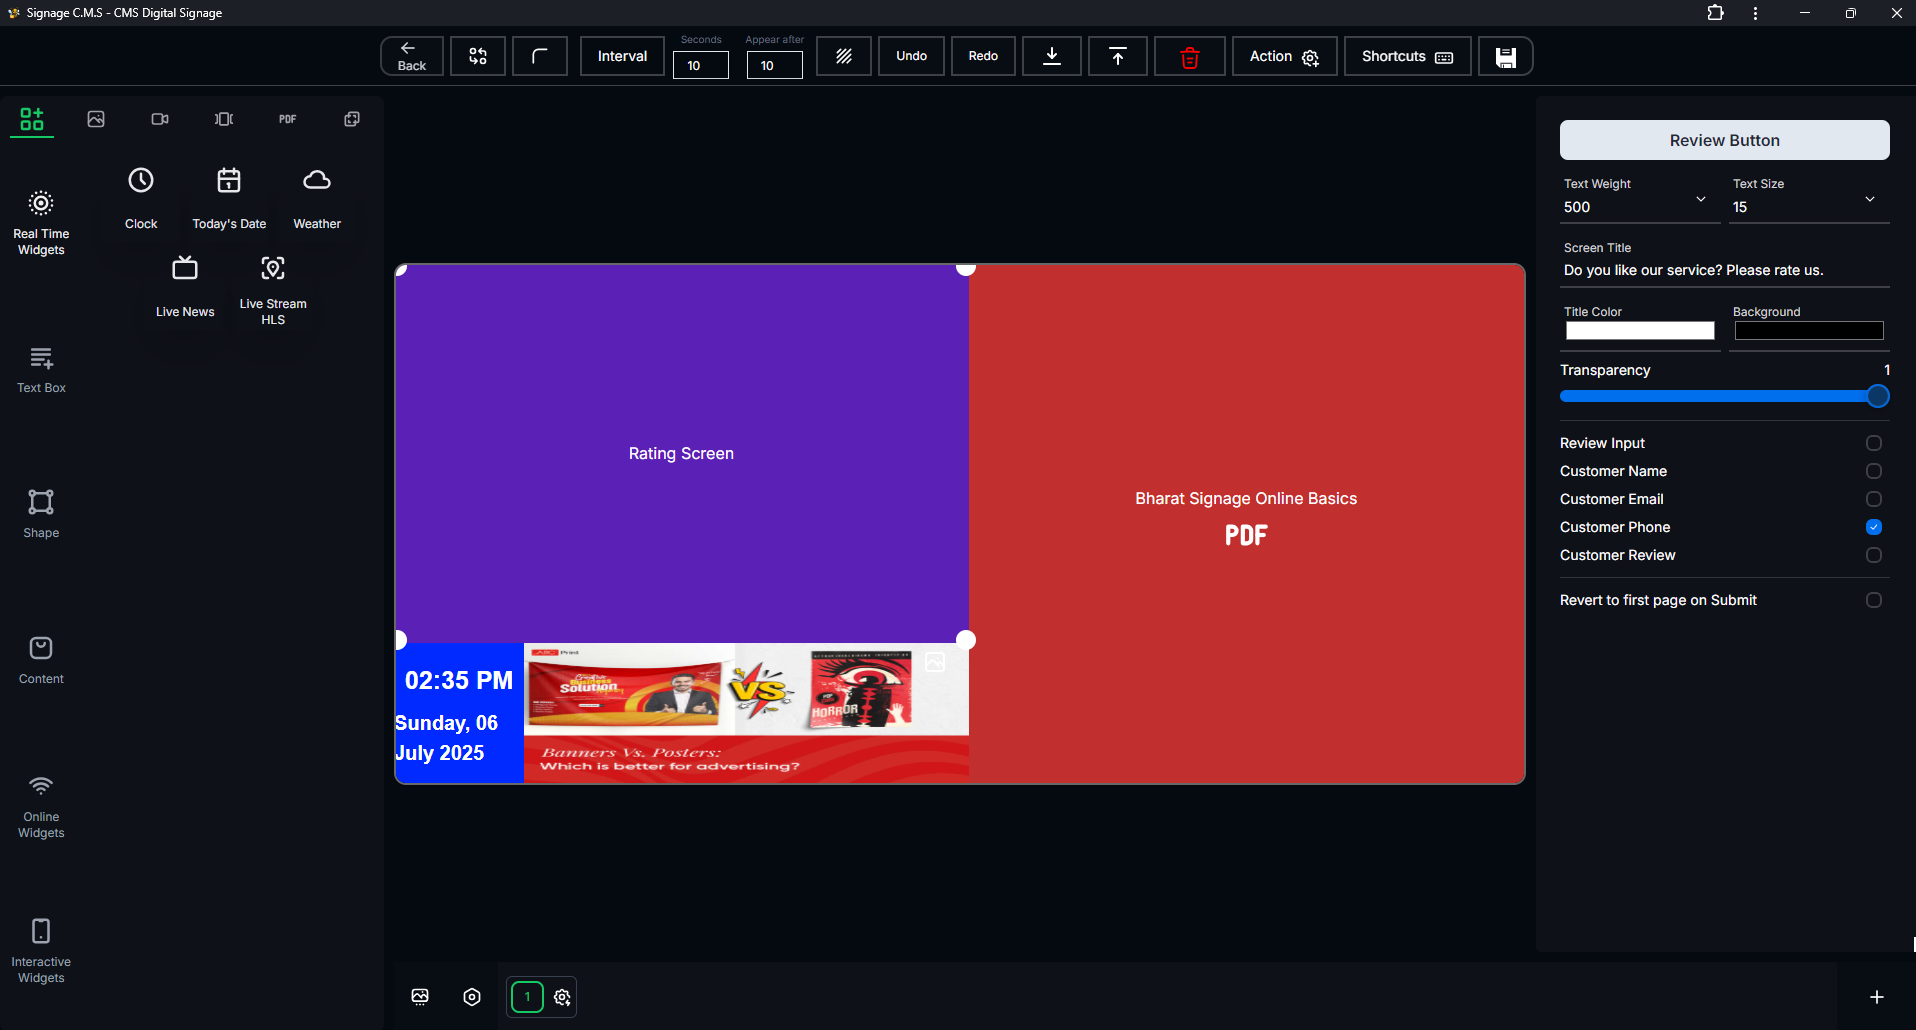 Signage C.M.S - CMS Digital Signage
Back
Interval
Seconds
10
Appear after
10
Undo
Redo
Action
Shortcuts
PDF
Clock
Today's Date
Weather
Live News
Live Stream
HLS
Real Time
Widgets
Text Box
Shape
Content
Online
Widgets
Interactive
Widgets
Rating Screen
Bharat Signage Online Basics
PDF
02:35 PM
Sunday, 06
July 2025
ABC Print
Creative
Business
Solution
VS
HORROR
Banners Vs. Posters:
Which is better for advertising?
Review Button
Text Weight
500
Text Size
15
Screen Title
Do you like our service? Please rate us.
Title Color
Background
Transparency
1
Review Input
Customer Name
Customer Email
Customer Phone
Customer Review
Revert to first page on Submit
1